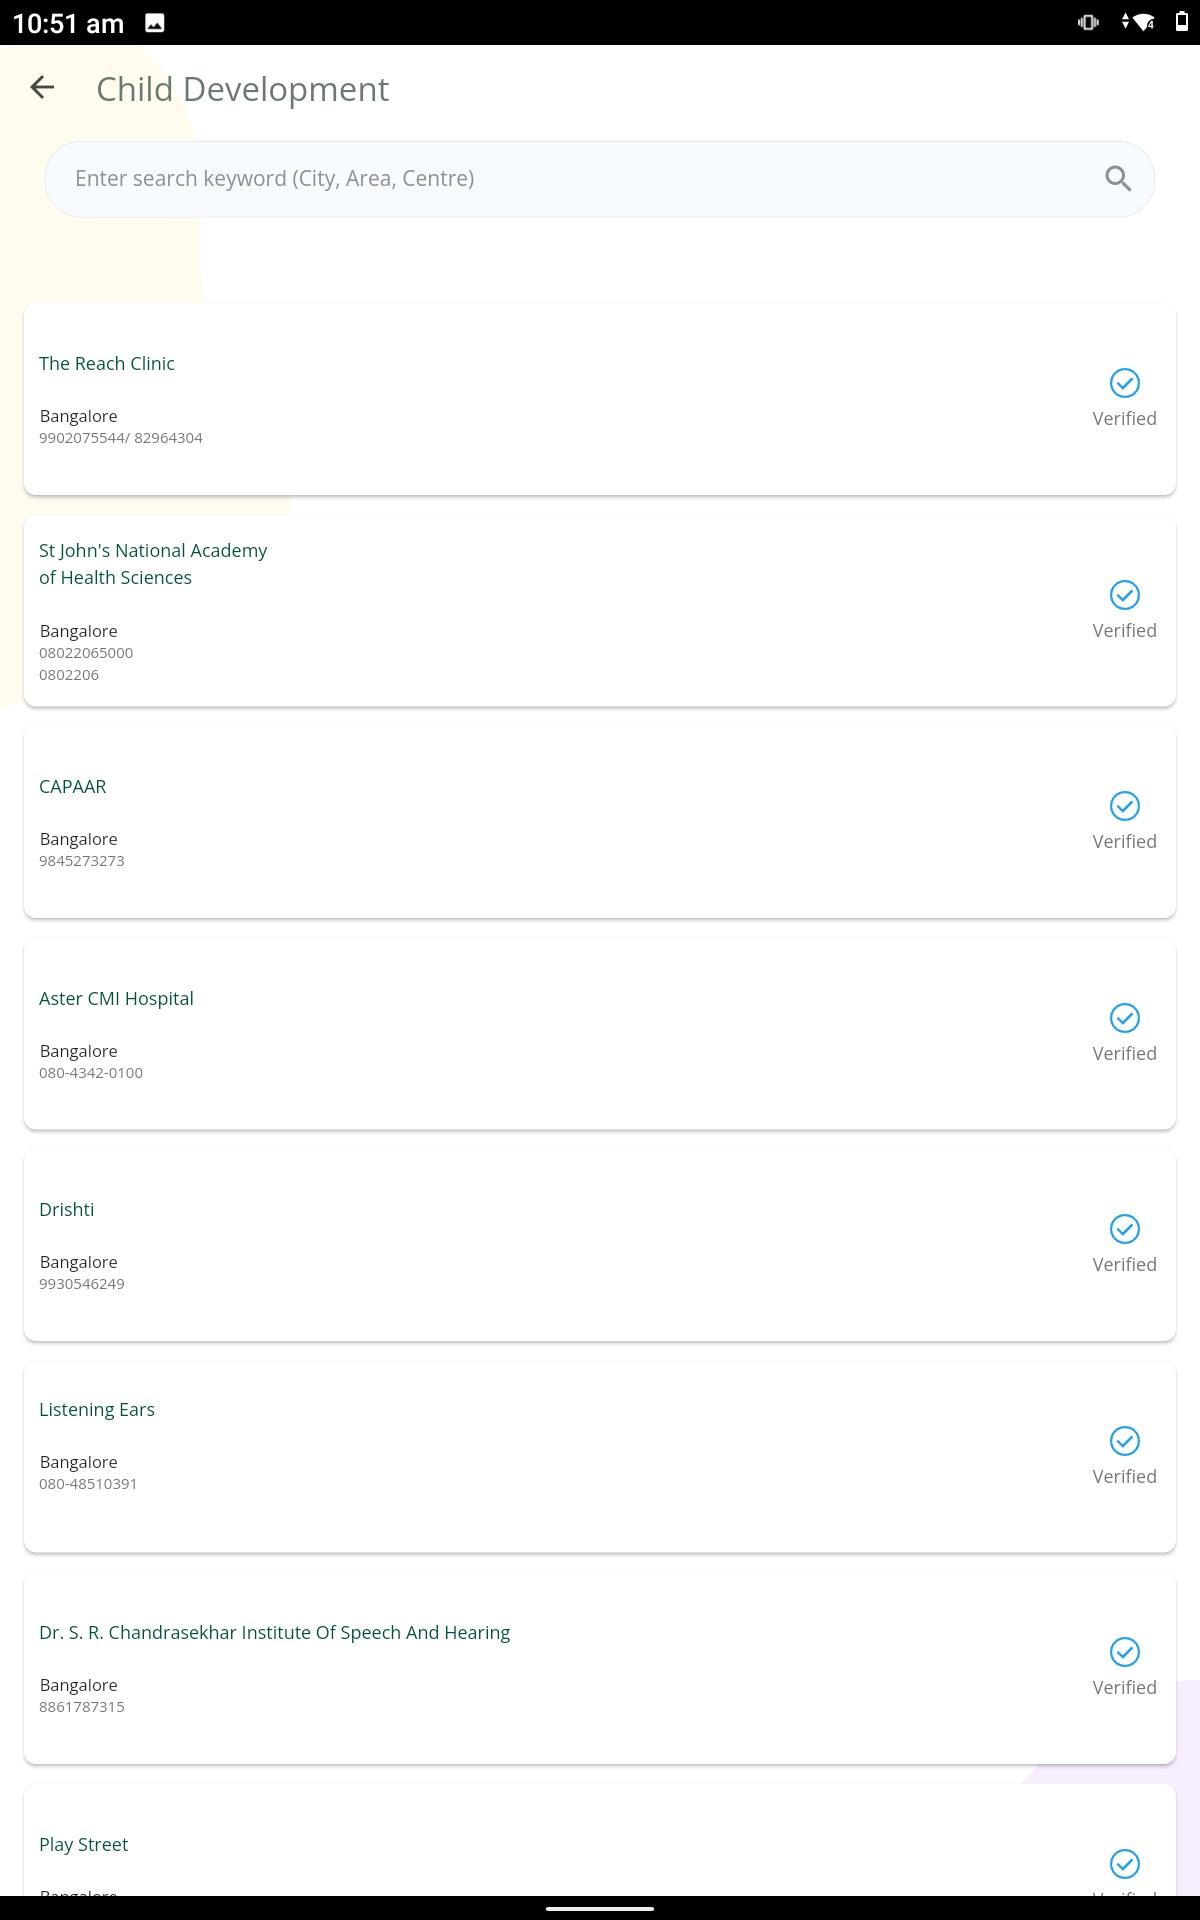 10:51 am
Child Development
Enter search keyword (City, Area, Centre)
The Reach Clinic
Bangalore
9902075544/ 82964304
Verified
St John's National Academy
of Health Sciences
Bangalore
08022065000
0802206
Verified
CAPAAR
Bangalore
9845273273
Verified
Aster CMI Hospital
Bangalore
080-4342-0100
Verified
Drishti
Bangalore
9930546249
Verified
Listening Ears
Bangalore
080-48510391
Verified
Dr. S. R. Chandrasekhar Institute Of Speech And Hearing
Bangalore
8861787315
Verified
Play Street
Bangalore
Verified